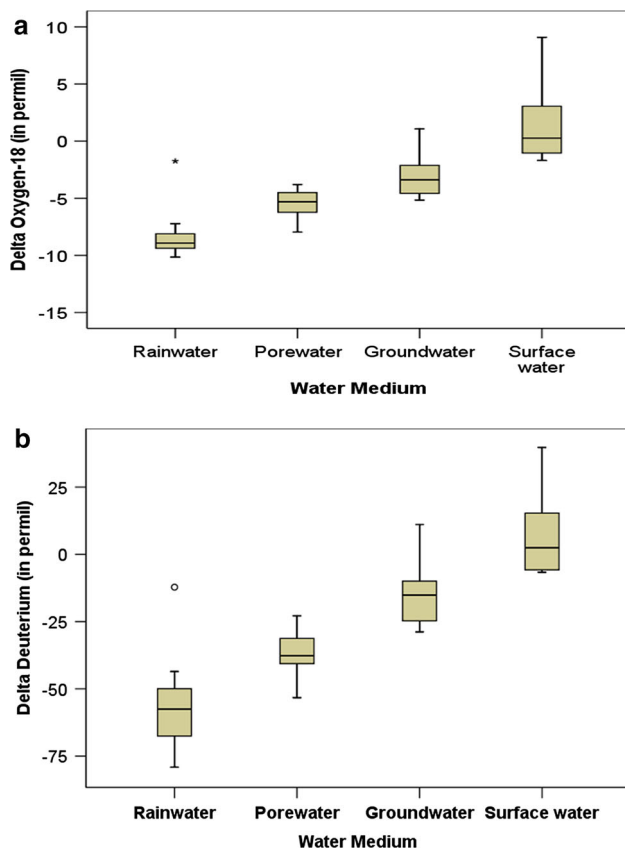 a
Delta Oxygen-18 (in permil)
10
5
0
-5
-10
-15
Rainwater
Porewater
Groundwater
Surface
water
Water Medium
b
Delta Deuterium (in permil)
25
0
-25
-50
-75
Rainwater
Porewater
Groundwater
Surface water
Water Medium